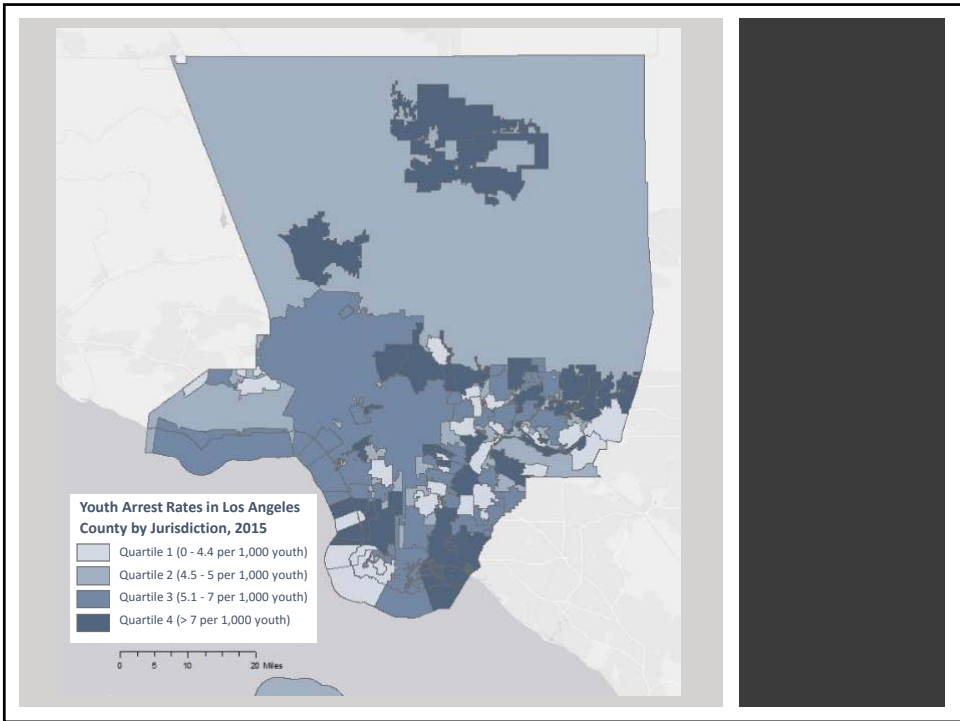 Youth Arrest Rates in Los Angeles
County by Jurisdiction, 2015
Quartile 1 (0 - 4.4 per 1,000 youth)
Quartile 2 (4.5 - 5 per 1,000 youth)
Quartile 3 (5.1 - 7 per 1,000 youth)
Quartile 4 (> 7 per 1,000 youth)
0 5 10 20 Miles